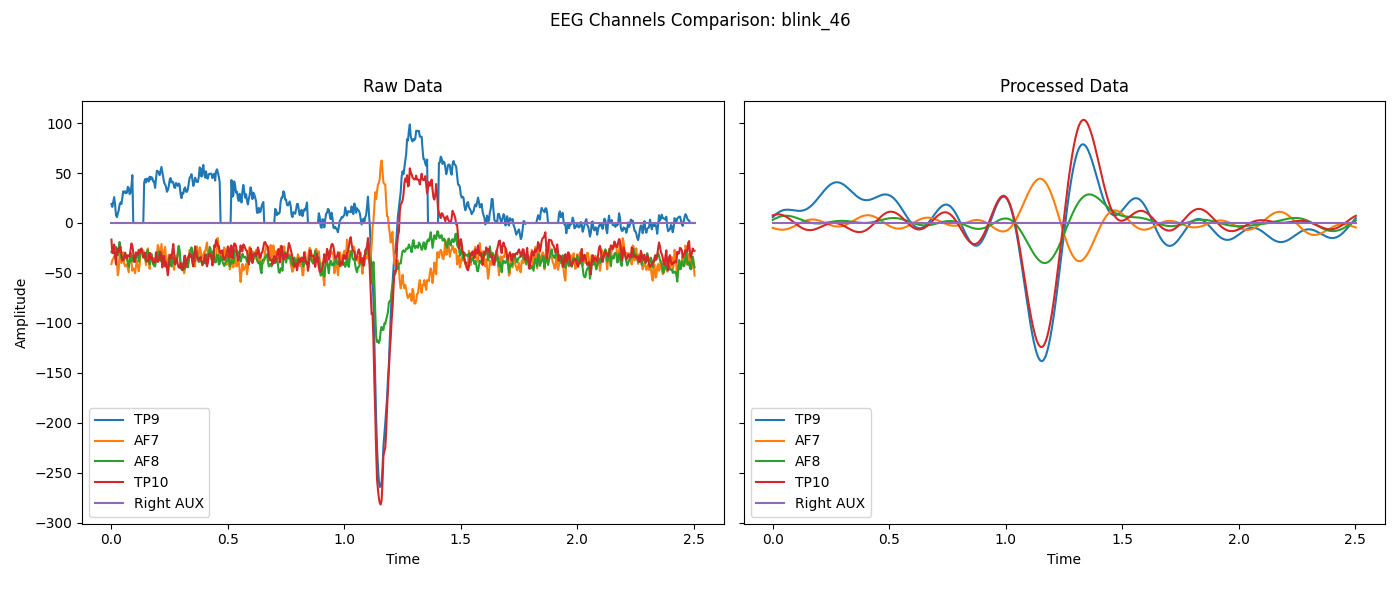 EEG Channels Comparison: blink_46
Raw Data
Processed Data
100
50
0
−50
−100
−150
−200
−250
−300
Amplitude
TP9
AF7
AF8
TP10
Right AUX
TP9
AF7
AF8
TP10
Right AUX
0.0 0.5 1.0 1.5 2.0 2.5
0.0 0.5 1.0 1.5 2.0 2.5
Time
Time